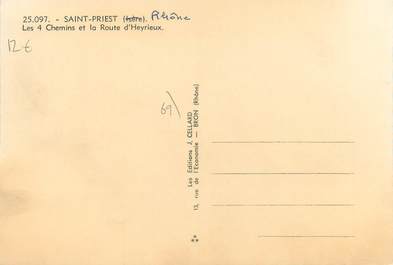 25.097. - SAINT-PRIEST (Isère). Rhône
Les 4 Chemins et la Route d'Heyrieux.
12 €
69
Les Editions J. CELLARD
13, rue de l'Economie — BRON (Rhône)